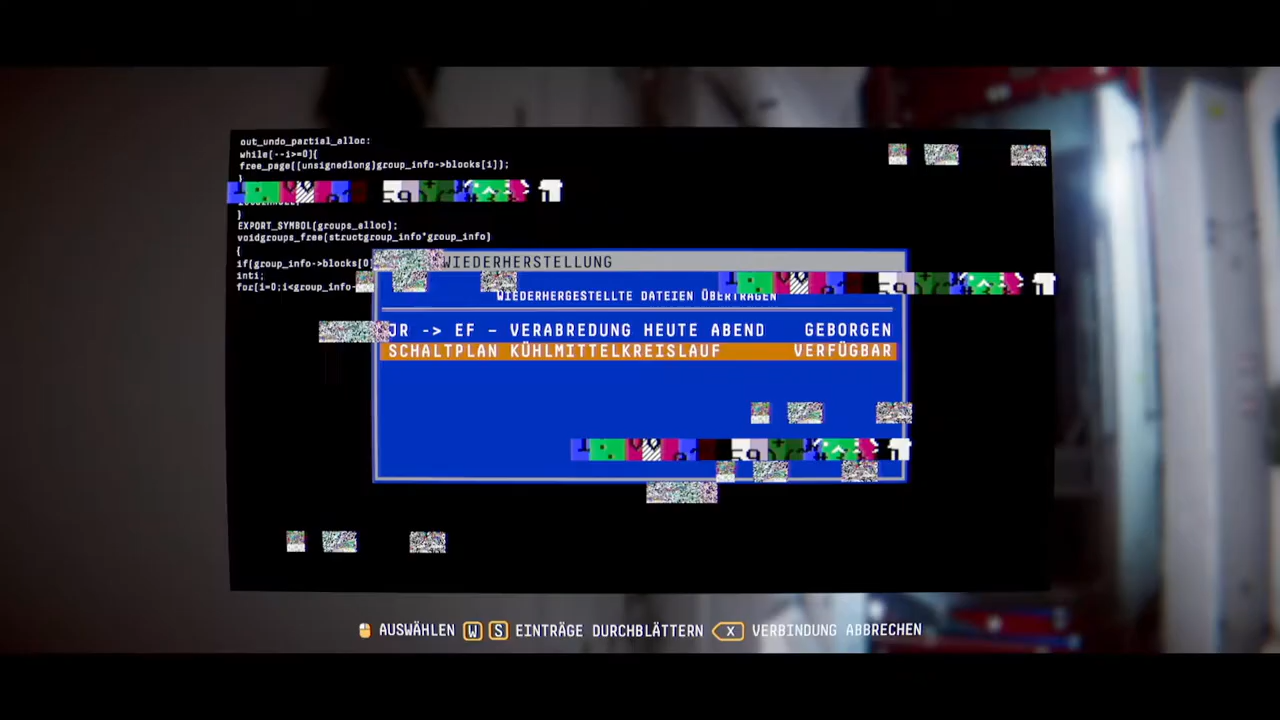 out_undo_partial_alloc:
while[--i>=0]{
free_page((unsignedlong)group_info->blocks[i]);
}
}
EXPORT_SYMBOL(groups_alloc);
voidgroups_free(structgroup_info*group_info)
{
if(group_info->blocks[0
inti;
for(i=0;i<group_info-
WIEDERHERSTELLUNG
WIEDERHERGESTELLTE DATEIEN ÜBERTRAGEN
JR -> EF - VERABREDUNG HEUTE ABEND GEBORGEN
SCHALTPLAN KÜHLMITTELKREISLAUF VERFÜGBAR
AUSWÄHLEN W S EINTRÄGE DURCHBLÄTTERN X VERBINDUNG ABBRECHEN